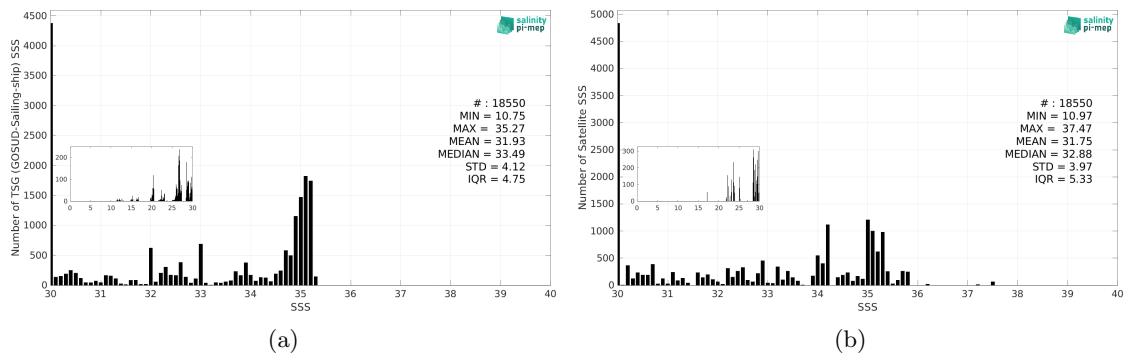 4500
4000
3500
3000
2500
2000
1500
1000
500
0
Number of TSG (GOSUD-Sailing-ship) SSS
salinity
pi-mep
# : 18550
MIN = 10.75
MAX = 35.27
MEAN = 31.93
MEDIAN = 33.49
STD = 4.12
IQR = 4.75
200
100
0
0 5 10 15 20 25 30
30 31 32 33 34 35 36 37 38 39 40
SSS
(a)
5000
4500
4000
3500
3000
2500
2000
1500
1000
500
0
Number of Satellite SSS
salinity
pi-mep
# : 18550
MIN = 10.97
MAX = 37.47
MEAN = 31.75
MEDIAN = 32.88
STD = 3.97
IQR = 5.33
300
200
100
0
0 5 10 15 20 25 30
30 31 32 33 34 35 36 37 38 39 40
SSS
(b)